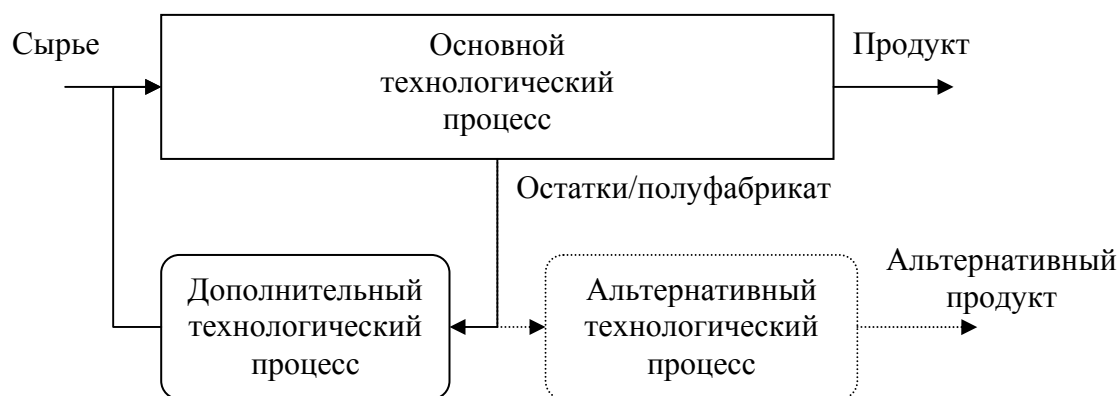 Сырье
Основной
технологический
процесс
Продукт
Остатки/полуфабрикат
Дополнительный
технологический
процесс
Альтернативный
технологический
процесс
Альтернативный
продукт